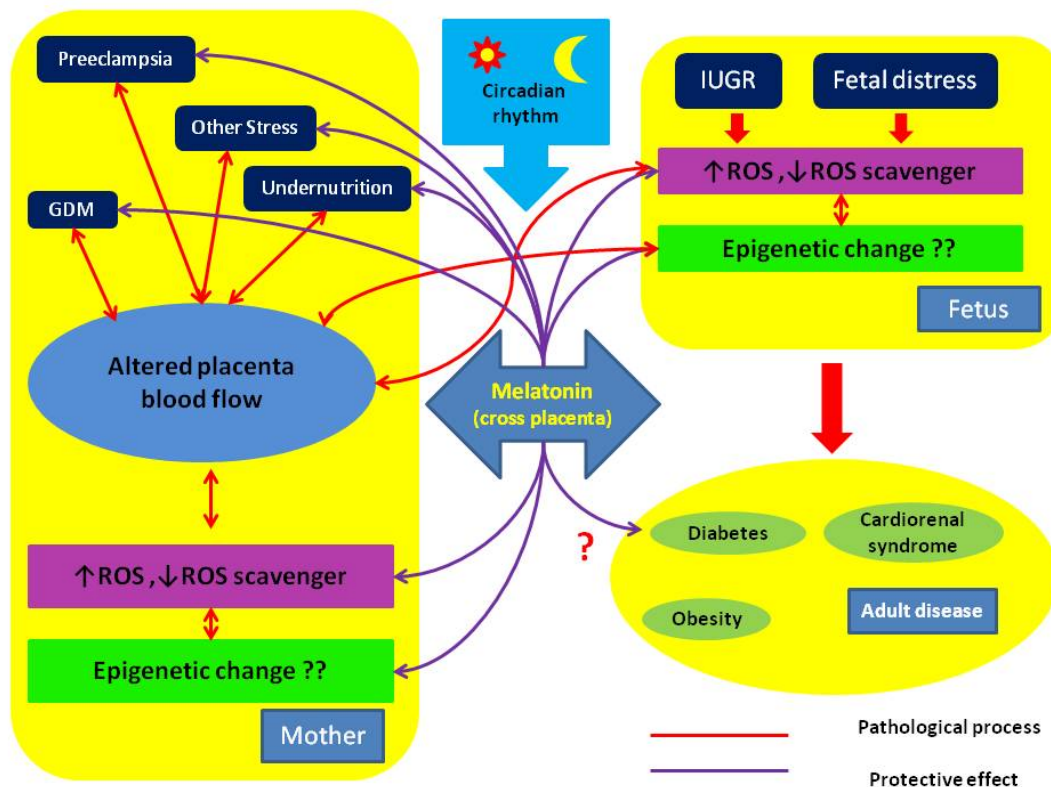 Preeclampsia
Other Stress
Undernutrition
GDM
Altered placenta
blood flow
↑ROS ,↓ROS scavenger
Epigenetic change ??
Mother
Circadian
rhythm
Melatonin
(cross placenta)
?
IUGR
Fetal distress
↑ROS ,↓ROS scavenger
Epigenetic change ??
Fetus
Diabetes
Cardiorenal
syndrome
Obesity
Adult disease
Pathological process
Protective effect